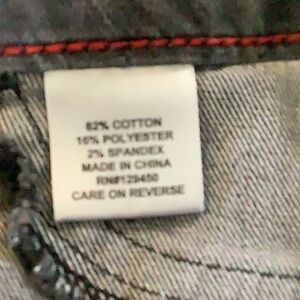 82% COTTON
16% POLYESTER
2% SPANDEX
MADE IN CHINA
RN#129450
CARE ON REVERSE